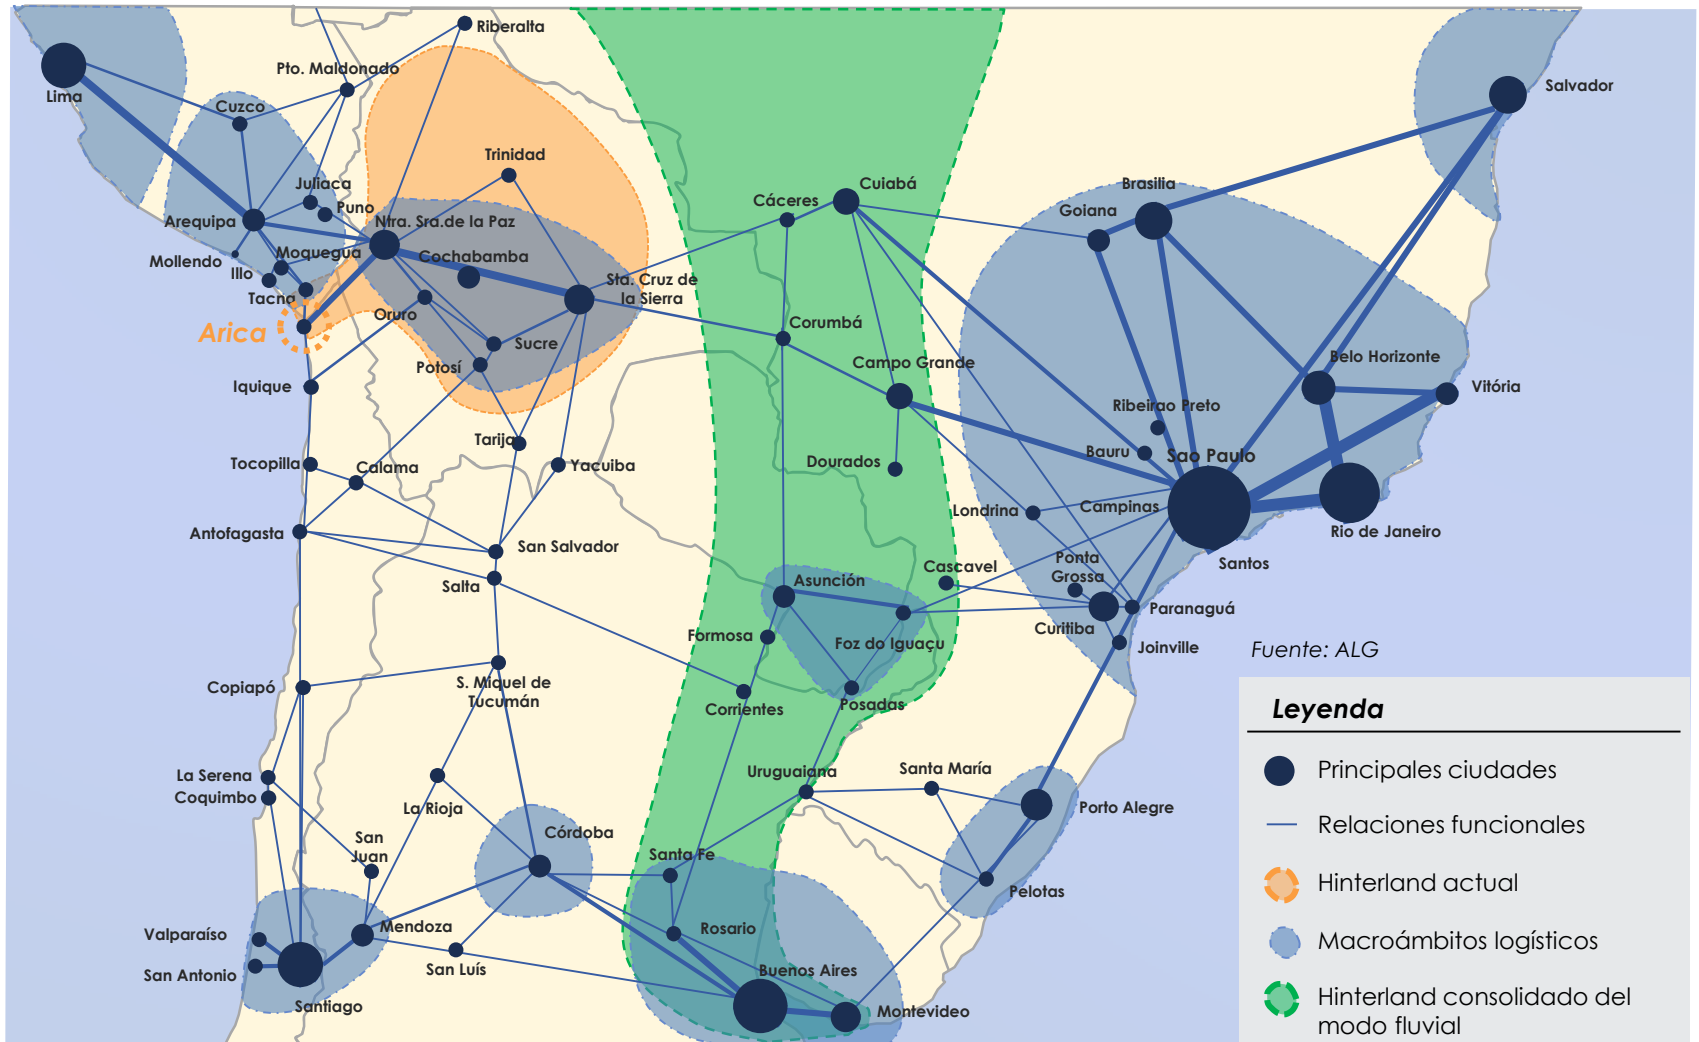 Riberalta
Pto. Maldonado
Lima
Cuzco
Salvador
Trinidad
Juliaca
Puno
Arequipa
Ntra. Sra.de la Paz
Cuiabá
Cáceres
Brasilia
Goiana
Mollendo
Moquegua
Illo
Cochabamba
Tacna
Sta. Cruz de
la Sierra
Oruro
Arica
Corumbá
Sucre
Potosí
Campo Grande
Belo Horizonte
Vitória
Iquique
Ribeirao Preto
Tarija
Bauru
Sao Paulo
Tocopilla
Calama
Yacuiba
Dourados
Londrina
Campinas
Antofagasta
Rio de Janeiro
San Salvador
Salta
Santos
Ponta
Grossa
Cascavel
Asunción
Paranaguá
Curitiba
Formosa
Foz do Iguaçu
Joinville
Fuente: ALG
Copiapó
S. Miquel de
Tucumán
Corrientes
Posadas
Leyenda
La Serena
Coquimbo
Uruguaiana
Santa María
Principales ciudades
La Rioja
Porto Alegre
Relaciones funcionales
San
Juan
Córdoba
Santa Fe
Pelotas
Hinterland actual
Valparaíso
Mendoza
Rosario
Macroámbitos logísticos
San Antonio
San Luís
Buenos Aires
Santiago
Montevideo
Hinterland consolidado del
modo fluvial